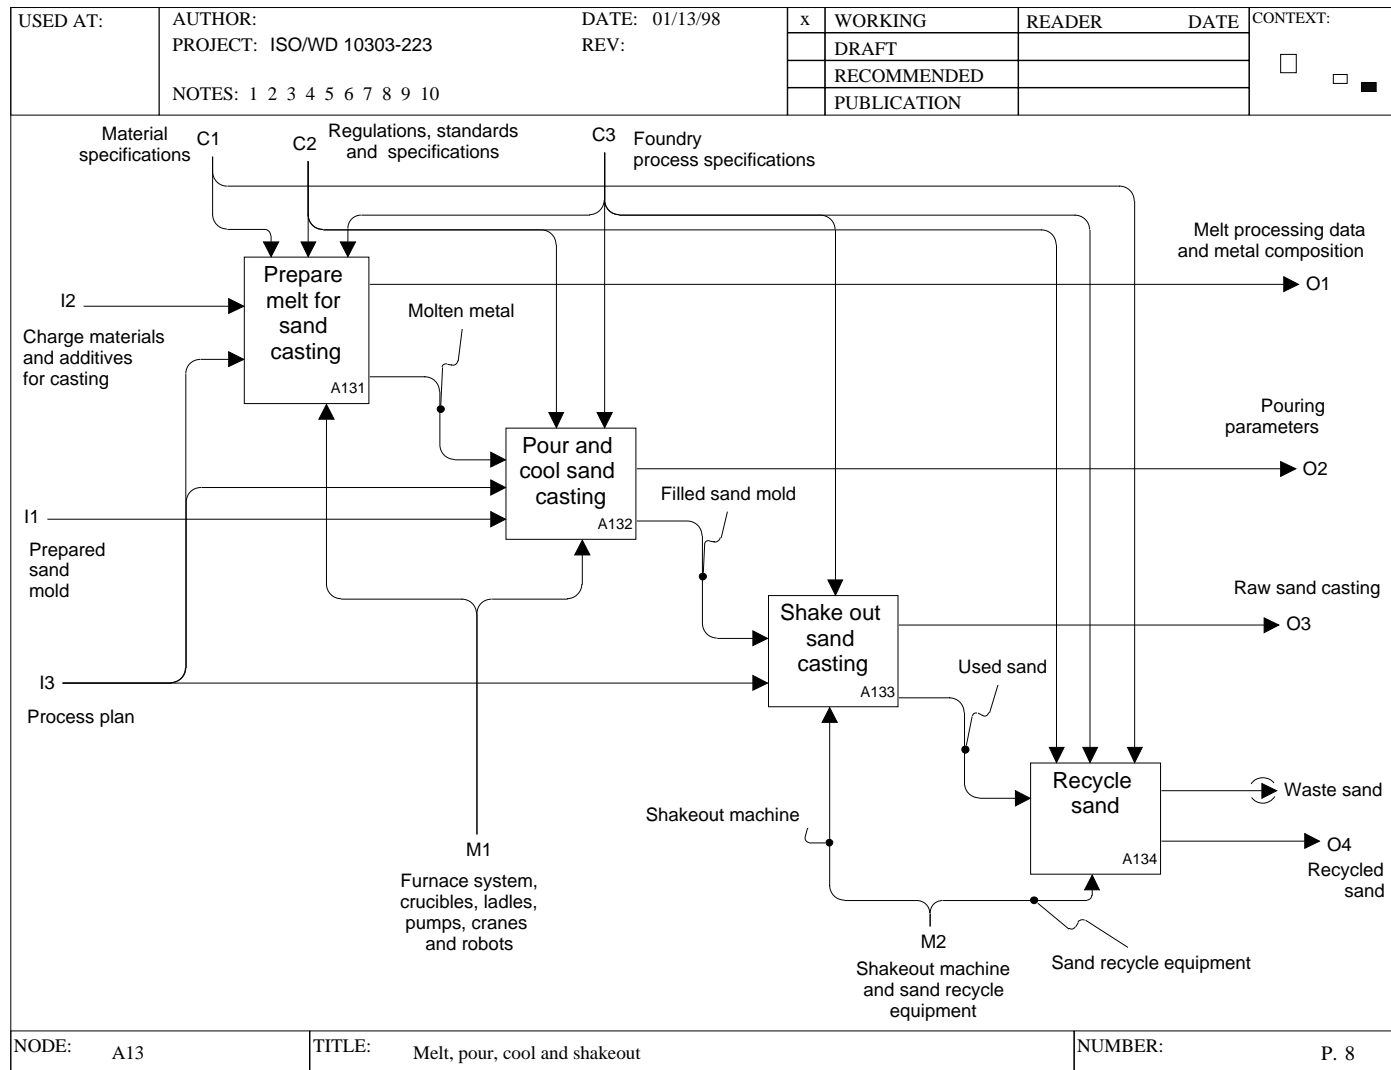 USED AT:
AUTHOR:
DATE: 01/13/98
PROJECT: ISO/WD 10303-223
REV:
NOTES: 1 2 3 4 5 6 7 8 9 10
x WORKING
DRAFT
RECOMMENDED
PUBLICATION
READER DATE
CONTEXT:
Material
specifications
C1
C2
Regulations, standards
and specifications
C3
Foundry
process specifications
Melt processing data
and metal composition
O1
Prepare
melt for
sand
casting
A131
I2
Charge materials
and additives
for casting
Molten metal
Pouring
parameters
O2
Pour and
cool sand
casting
A132
Filled sand mold
I1
Prepared
sand
mold
Raw sand casting
O3
Shake out
sand
casting
A133
Used sand
I3
Process plan
Recycle
sand
A134
Waste sand
O4
Recycled
sand
Shakeout machine
M1
Furnace system,
crucibles, ladles,
pumps, cranes
and robots
M2
Shakeout machine
and sand recycle
equipment
Sand recycle equipment
NODE: A13
TITLE: Melt, pour, cool and shakeout
NUMBER: P. 8